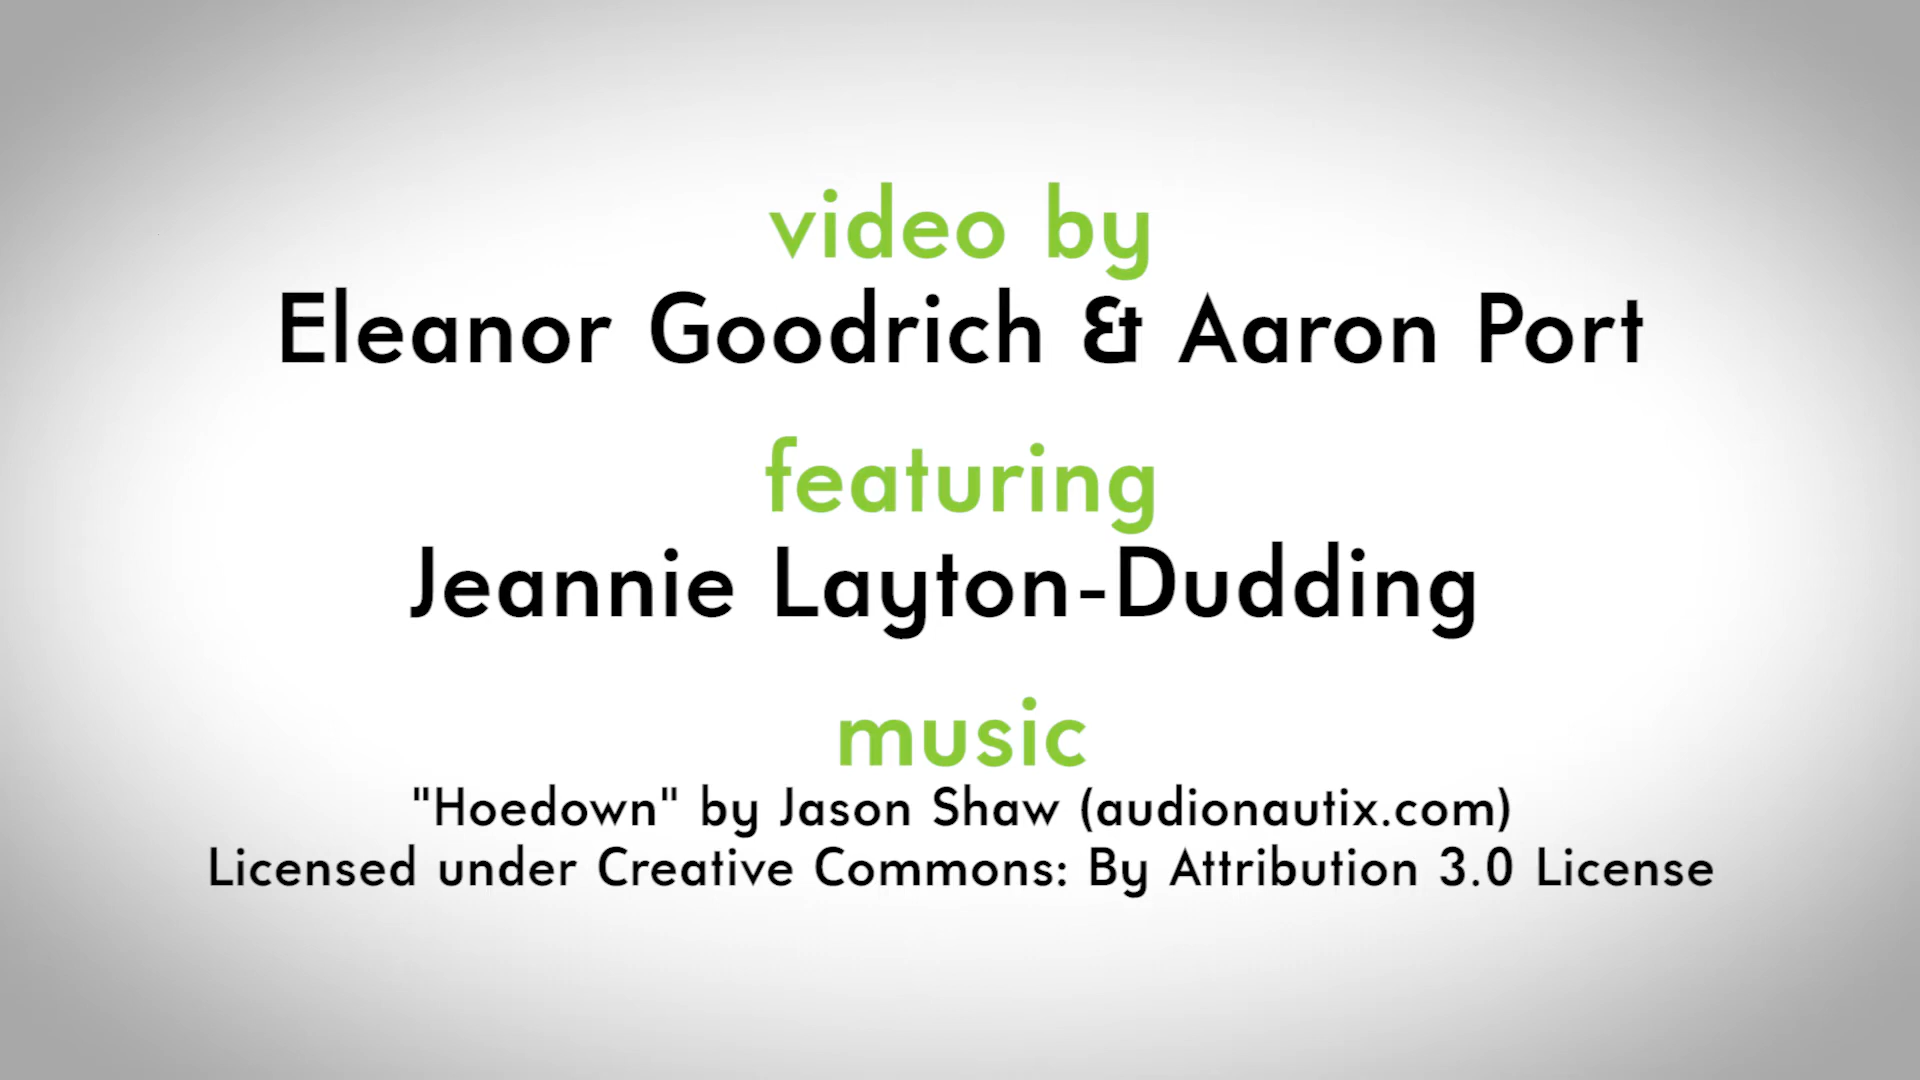 video by
Eleanor Goodrich & Aaron Port
featuring
Jeannie Layton-Dudding
music
"Hoedown" by Jason Shaw (audionautix.com)
Licensed under Creative Commons: By Attribution 3.0 License